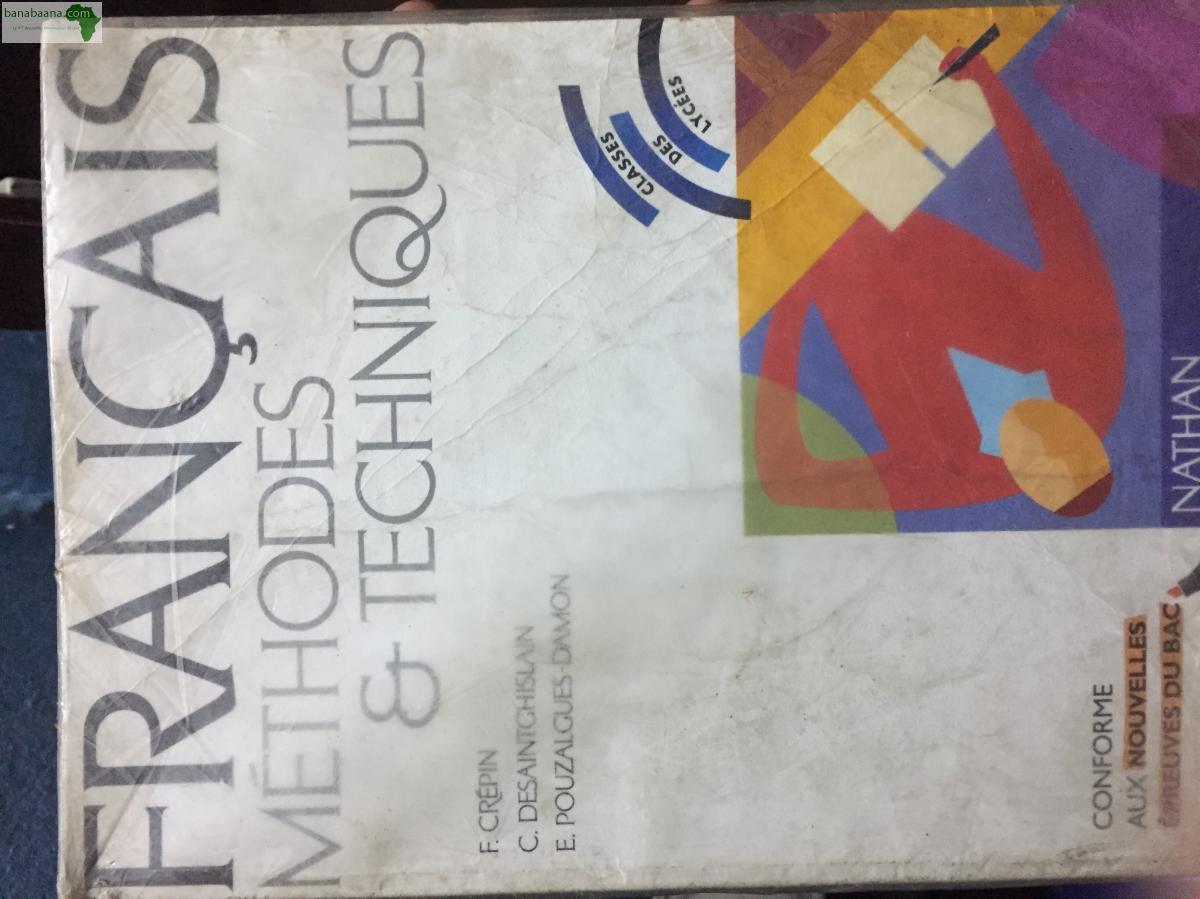 banabaana.com
FRANÇAIS
MÉTHODES
& TECHNIQUES
CLASSES
DES
LYCÉES
F. CRÉPIN
C. DESAINTGHISLAIN
E. POUZALGUES-DAMON
CONFORME
AUX NOUVELLES
ÉPREUVES DU BAC
NATHAN